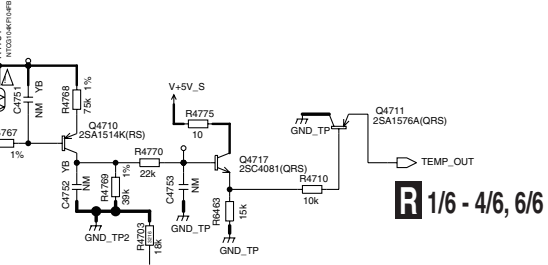 NTCG104KF104FB
C4751
YB
NM
R4768
75k
1%
V+5V_S
Q4710
2SA1514K(RS)
R4775
10
Q4711
2SA1576A(QRS)
GND_TP
4767
1%
R4770
22k
Q4717
2SC4081(QRS)
TEMP_OUT
C4752
YB
NM
R4769
39k
1%
C4753
NM
R4710
10k
R 1/6 - 4/6, 6/6
GND_TP2
R4703
18k
GND_TP
R6463
15k
GND_TP